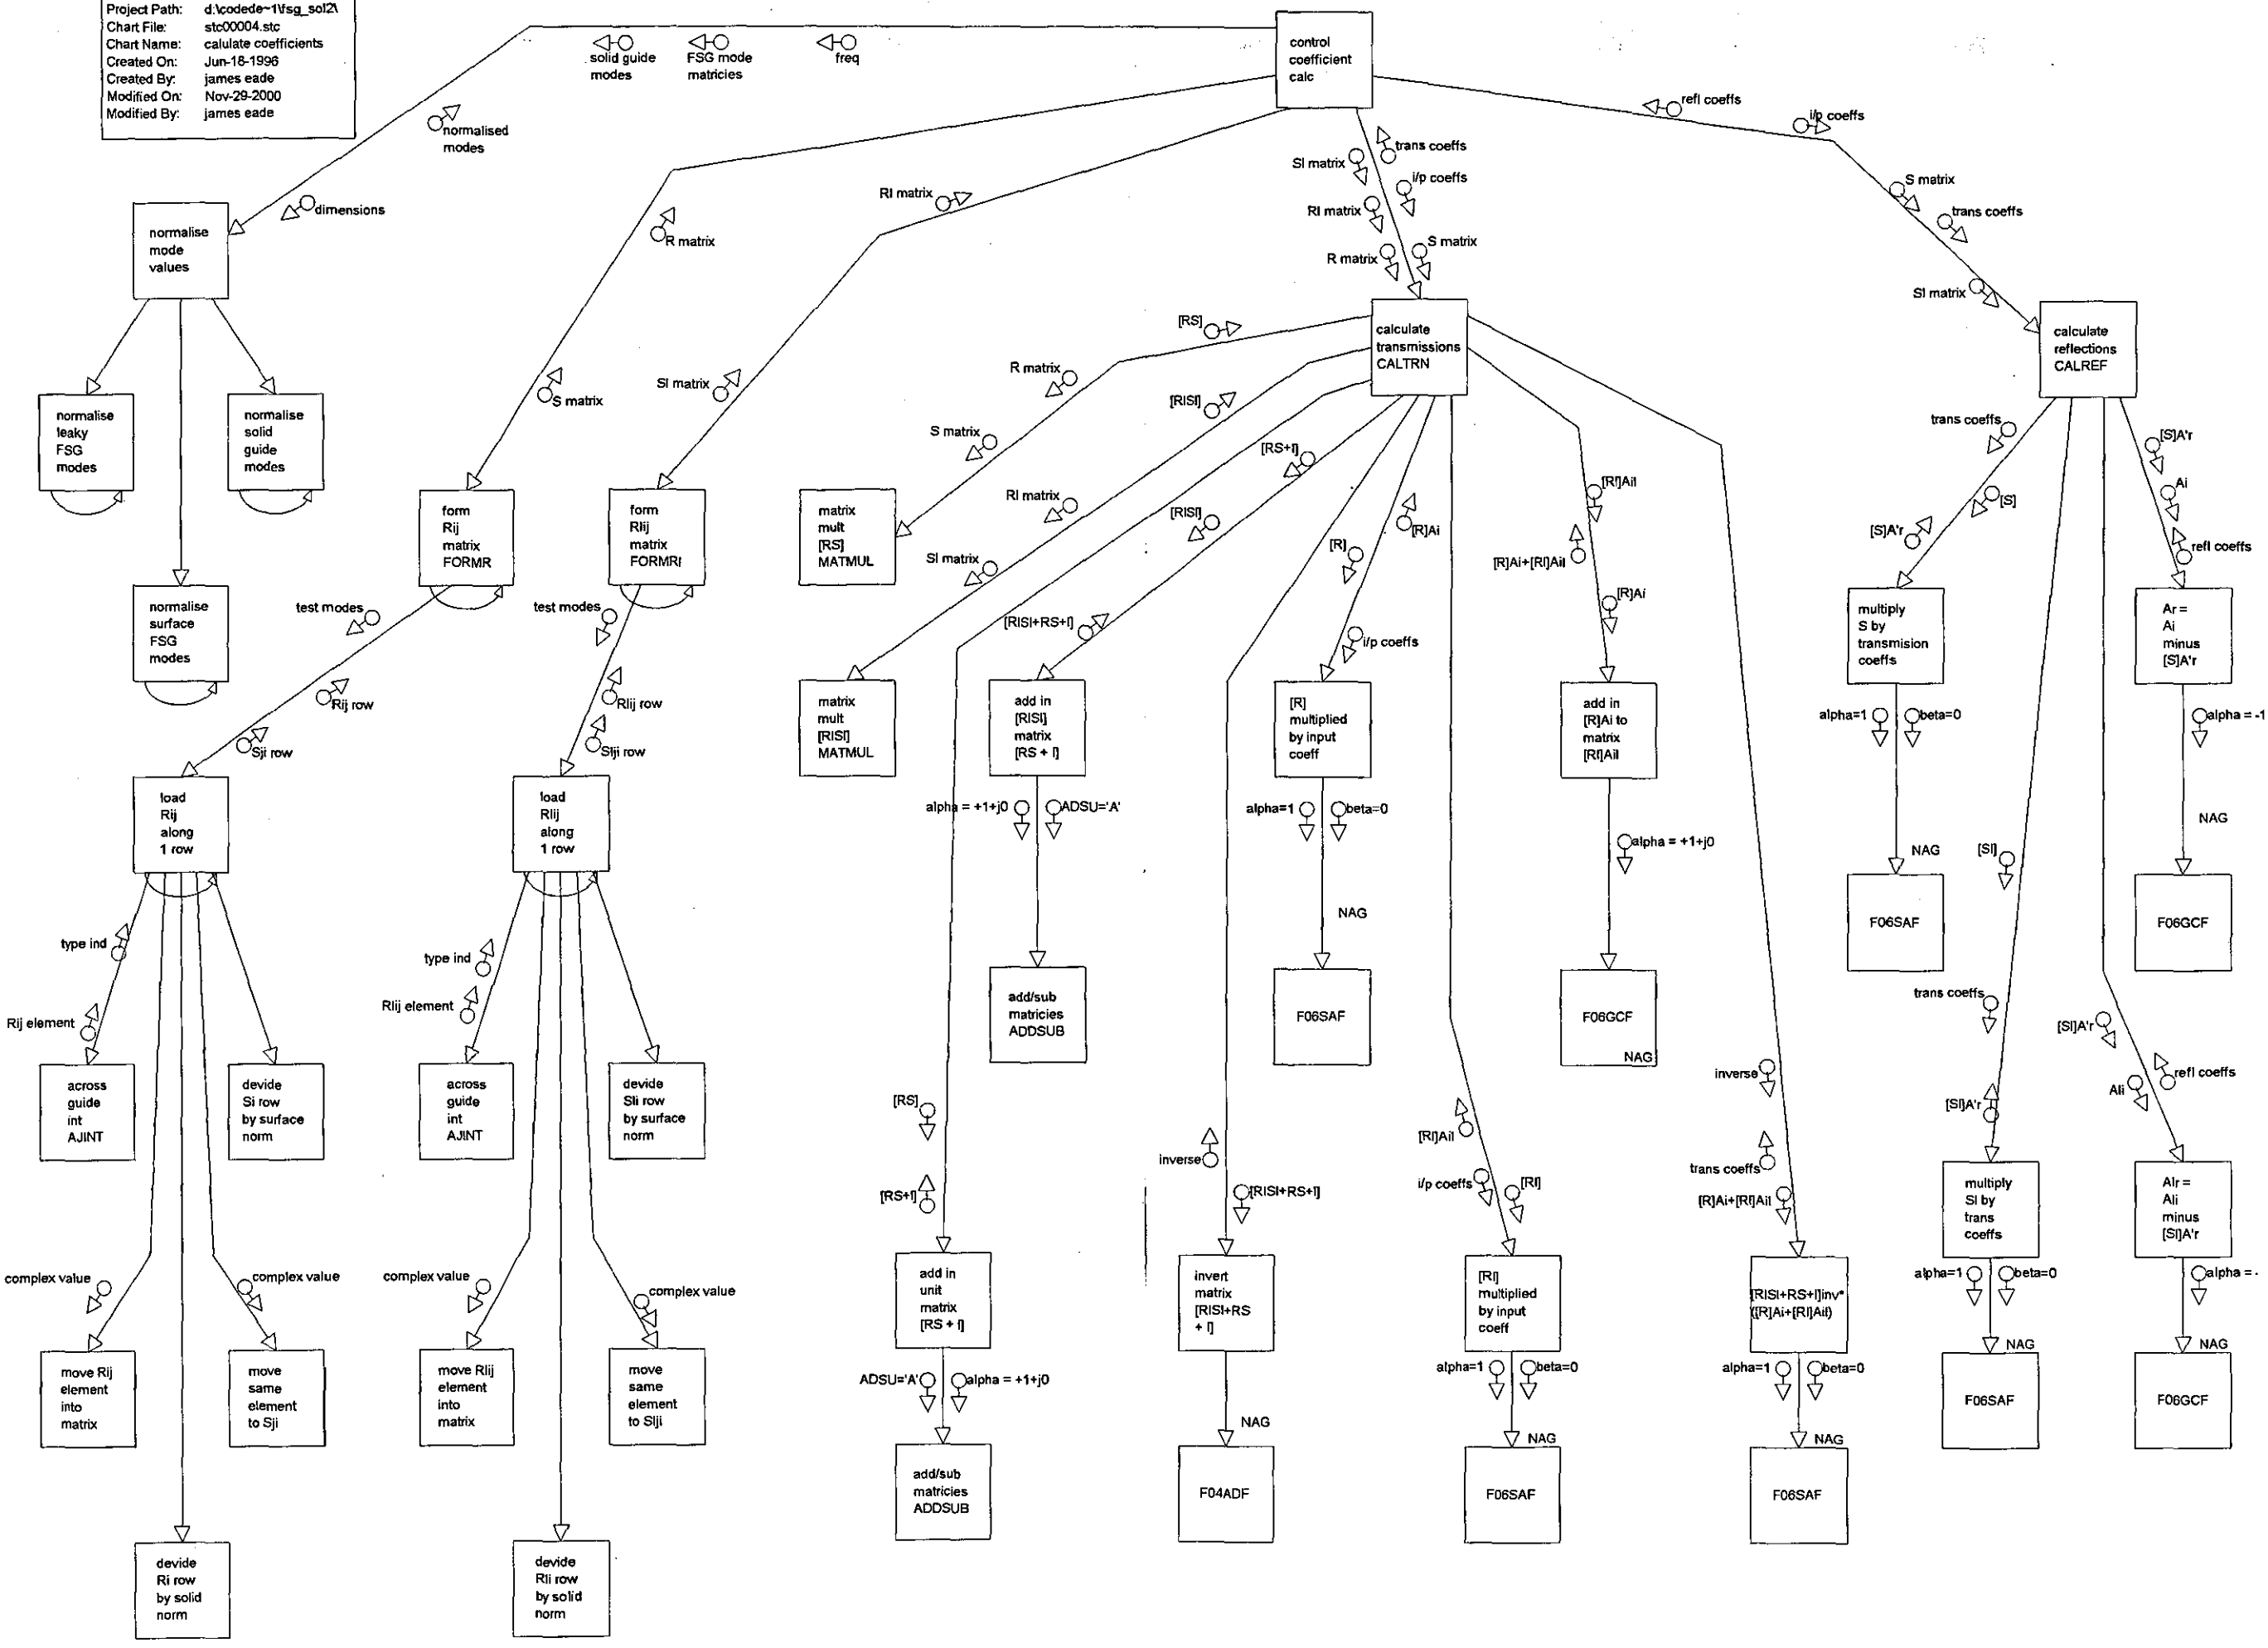 Project Path: d:\codede~1\fsg_sol2\
Chart File: stc00004.stc
Chart Name: calulate coefficients
Created On: Jun-18-1996
Created By: james eade
Modified On: Nov-29-2000
Modified By: james eade
control
coefficient
calc
solid guide
modes
FSG mode
matricies
freq
normalised
modes
dimensions
refl coeffs
i/p coeffs
S matrix
trans coeffs
SI matrix
trans coeffs
SI matrix
i/p coeffs
RI matrix
S matrix
R matrix
RI matrix
SI matrix
R matrix
S matrix
normalise
mode
values
normalise
leaky
FSG
modes
normalise
solid
guide
modes
normalise
surface
FSG
modes
form
Rij
matrix
FORMR
form
RIij
matrix
FORMRI
test modes
Rij row
Sji row
test modes
RIij row
SIji row
load
Rij
along
1 row
load
RIij
along
1 row
type ind
Rij element
type ind
RIij element
across
guide
int
AJINT
devide
Si row
by surface
norm
across
guide
int
AJINT
devide
SIi row
by surface
norm
complex value
complex value
complex value
complex value
move Rij
element
into
matrix
move
same
element
to Sji
move RIij
element
into
matrix
move
same
element
to SIji
devide
Ri row
by solid
norm
devide
RIi row
by solid
norm
calculate
transmissions
CALTRN
[RS]
R matrix
S matrix
[RISI]
RI matrix
SI matrix
[RS+I]
[RISI]
[RISI+RS+I]
[R]
[R]Ai
i/p coeffs
[RI]AiI
[R]Ai+[RI]AiI
[R]Ai
matrix
mult
[RS]
MATMUL
matrix
mult
[RISI]
MATMUL
add in
[RISI]
matrix
[RS + I]
[R]
multiplied
by input
coeff
add in
[R]Ai to
matrix
[RI]AiI
alpha = +1+j0
ADSU='A'
alpha=1
beta=0
alpha = +1+j0
NAG
add/sub
matricies
ADDSUB
F06SAF
F06GCF
NAG
[RS]
[RS+I]
inverse
[RISI+RS+I]
[RI]AiI
i/p coeffs
[RI]
inverse
trans coeffs
[R]Ai+[RI]AiI
add in
unit
matrix
[RS + I]
invert
matrix
[RISI+RS
+ I]
[RI]
multiplied
by input
coeff
[RISI+RS+I]inv*
([R]Ai+[RI]AiI)
ADSU='A'
alpha = +1+j0
NAG
alpha=1
beta=0
NAG
alpha=1
beta=0
NAG
add/sub
matricies
ADDSUB
F04ADF
F06SAF
F06SAF
calculate
reflections
CALREF
trans coeffs
[S]
[S]A'r
[S]A'r
Ai
refl coeffs
multiply
S by
transmision
coeffs
Ar =
Ai
minus
[S]A'r
alpha=1
beta=0
alpha = -1
NAG
NAG
F06SAF
F06GCF
[SI]
trans coeffs
[SI]A'r
[SI]A'r
refl coeffs
AIi
multiply
SI by
trans
coeffs
AIr =
AIi
minus
[SI]A'r
alpha=1
beta=0
alpha = -
NAG
NAG
F06SAF
F06GCF